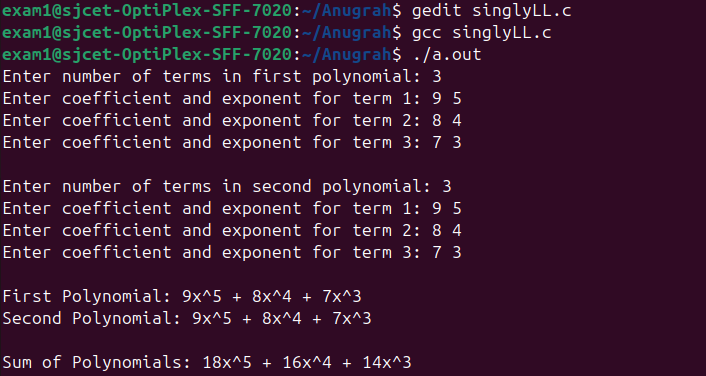 exam1@sjcet-OptiPlex-SFF-7020:~/Anugrah$ gedit singlyLL.c
exam1@sjcet-OptiPlex-SFF-7020:~/Anugrah$ gcc singlyLL.c
exam1@sjcet-OptiPlex-SFF-7020:~/Anugrah$ ./a.out
Enter number of terms in first polynomial: 3
Enter coefficient and exponent for term 1: 9 5
Enter coefficient and exponent for term 2: 8 4
Enter coefficient and exponent for term 3: 7 3

Enter number of terms in second polynomial: 3
Enter coefficient and exponent for term 1: 9 5
Enter coefficient and exponent for term 2: 8 4
Enter coefficient and exponent for term 3: 7 3

First Polynomial: 9x^5 + 8x^4 + 7x^3
Second Polynomial: 9x^5 + 8x^4 + 7x^3

Sum of Polynomials: 18x^5 + 16x^4 + 14x^3